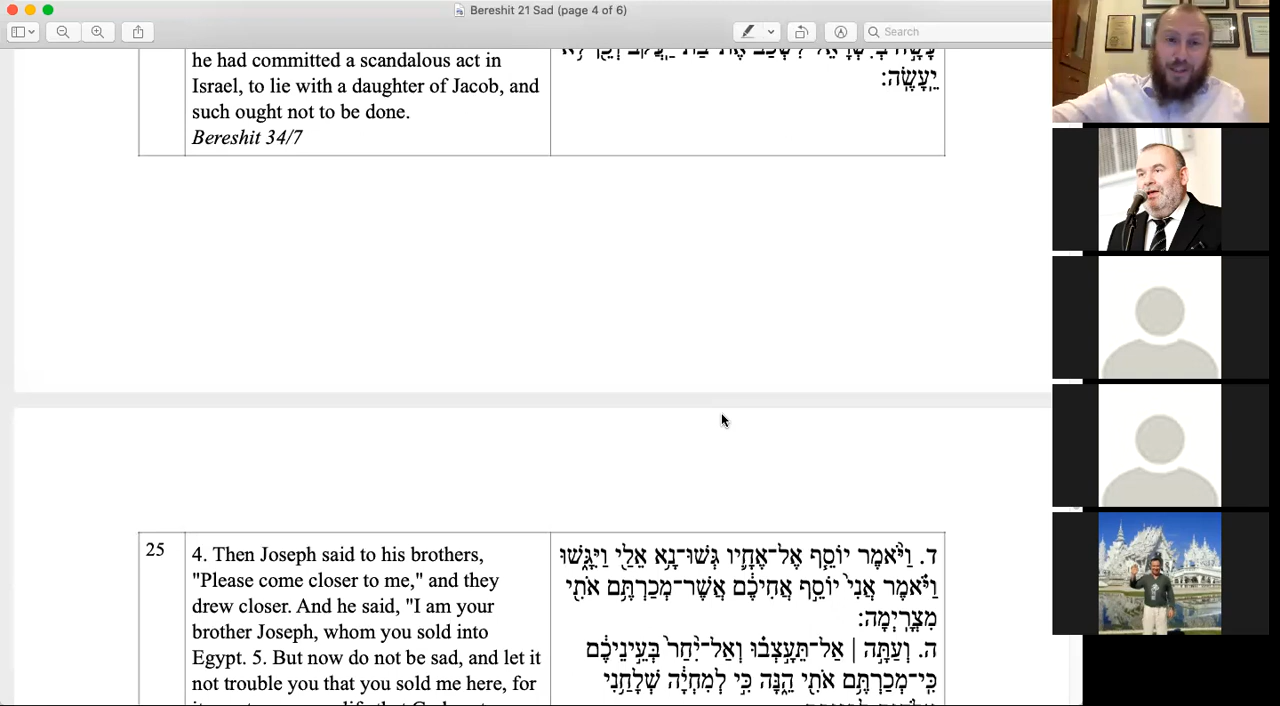 Bereshit 21 Sad (page 4 of 6)
Search
he had committed a scandalous act in
Israel, to lie with a daughter of Jacob, and
such ought not to be done.
Bereshit 34/7
יֵעָשֶׂה:
25
4. Then Joseph said to his brothers,
"Please come closer to me," and they
drew closer. And he said, "I am your
brother Joseph, whom you sold into
Egypt. 5. But now do not be sad, and let it
not trouble you that you sold me here, for
ד. וַיֹּ֨אמֶר יוֹסֵ֧ף אֶל־אֶחָ֛יו גְּשׁוּ־נָ֥א אֵלַ֖י וַיִּגָּ֑שׁוּ
וַיֹּ֗אמֶר אֲנִי֙ יוֹסֵ֣ף אֲחִיכֶ֔ם אֲשֶׁר־מְכַרְתֶּ֥ם אֹתִ֖י
מִצְרָֽיְמָה:
ה. וְעַתָּ֣ה | אַל־תֵּעָ֣צְב֗וּ וְאַל־יִ֨חַר֙ בְּעֵ֣ינֵיכֶ֔ם
כִּֽי־מְכַרְתֶּ֥ם אֹתִ֖י הֵ֑נָּה כִּ֣י לְמִֽחְיָ֔ה שְׁלָחַ֥נִי